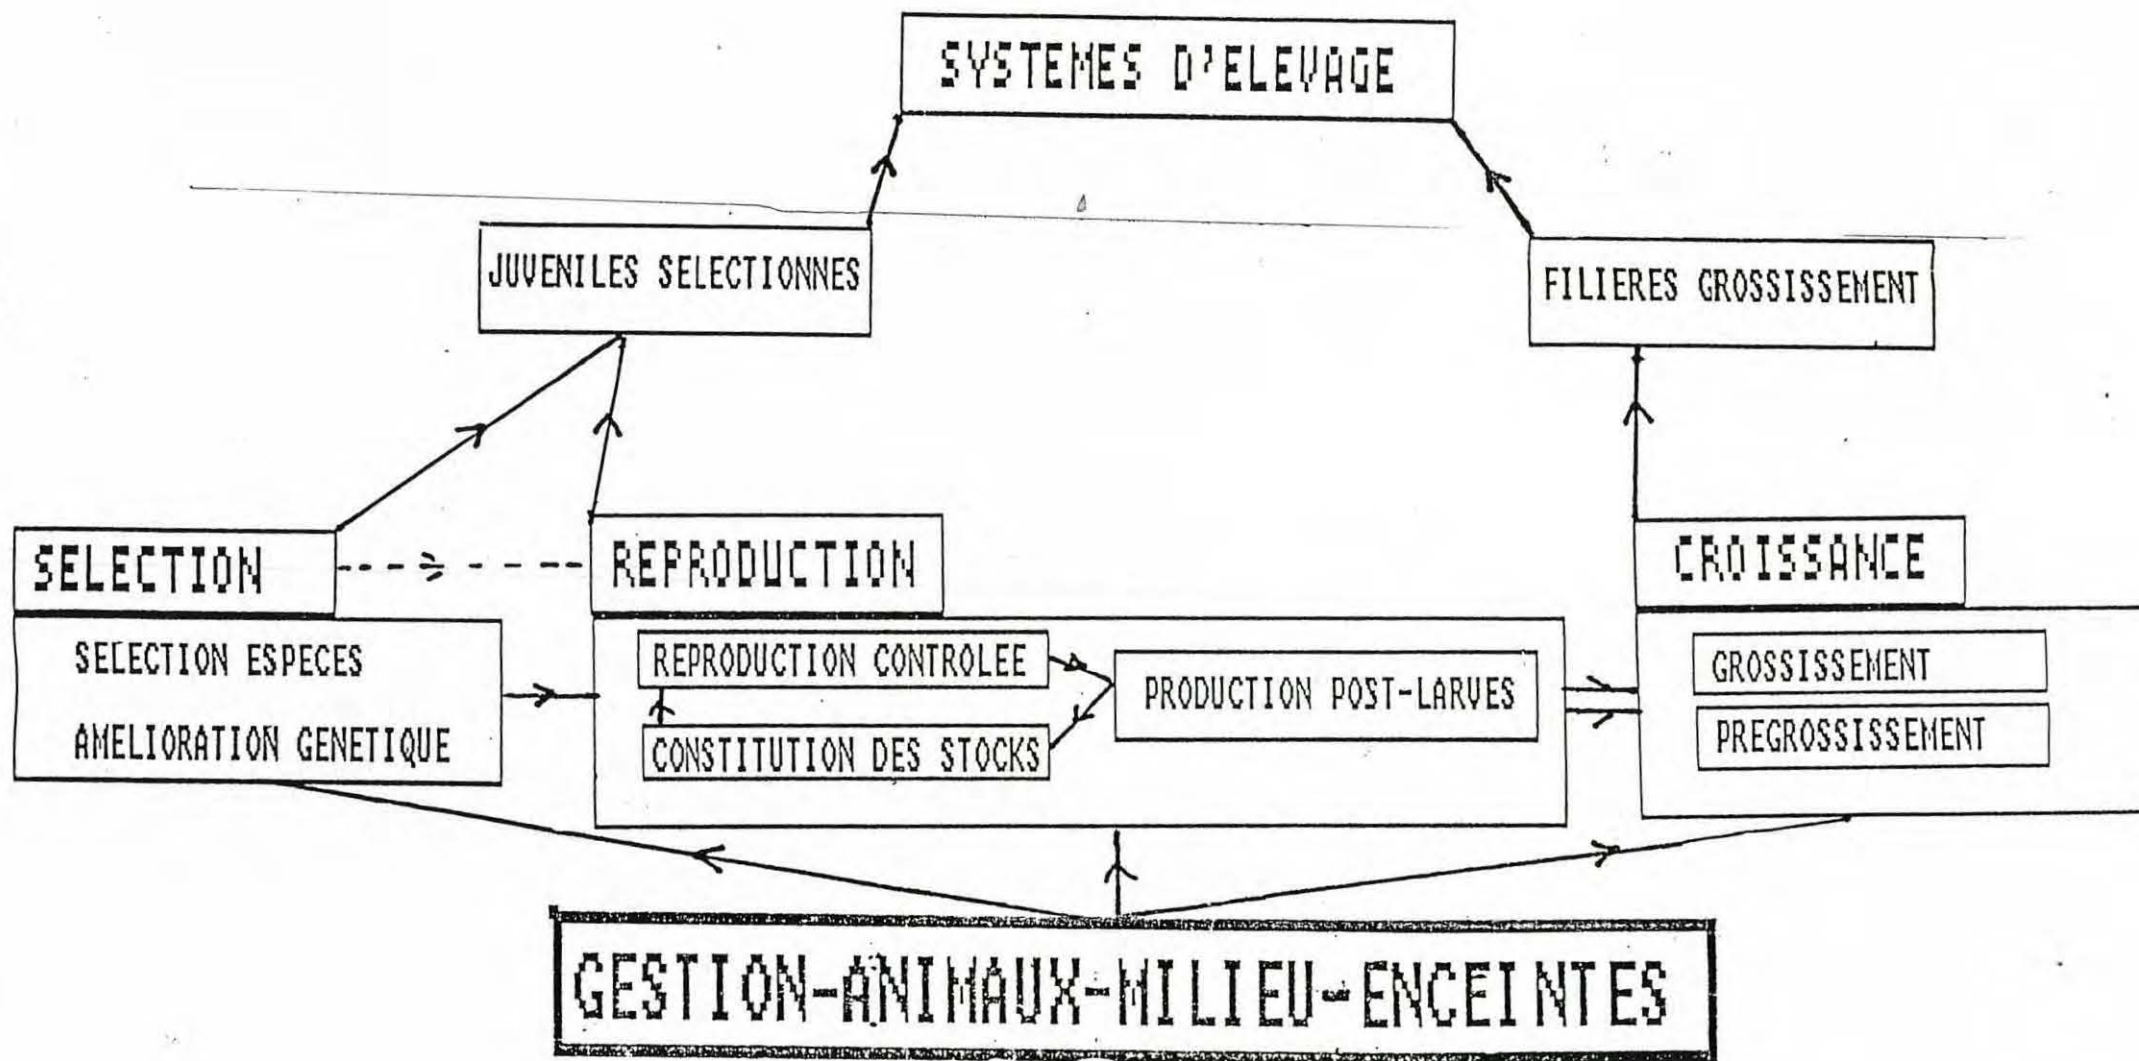 SYSTEMES D'ELEVAGE
JUVENILES SELECTIONNES
FILIERES GROSSISSEMENT
SELECTION
REPRODUCTION
CROISSANCE
SELECTION ESPECES
AMELIORATION GENETIQUE
REPRODUCTION CONTROLEE
CONSTITUTION DES STOCKS
PRODUCTION POST-LARVES
GROSSISSEMENT
PREGROSSISSEMENT
GESTION-ANIMAUX-MILIEU-ENCEINTES